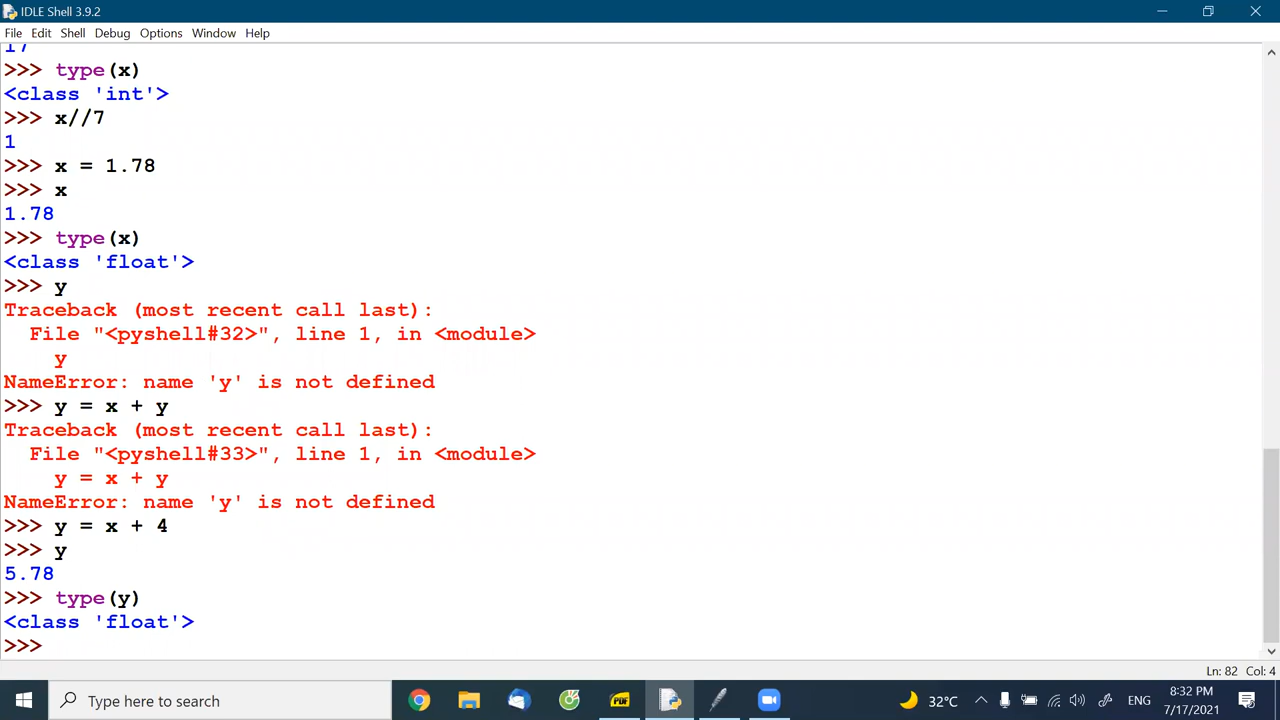 IDLE Shell 3.9.2
File Edit Shell Debug Options Window Help
>>> type(x)
<class 'int'>
>>> x//7
1
>>> x = 1.78
>>> x
1.78
>>> type(x)
<class 'float'>
>>> y
Traceback (most recent call last):
  File "<pyshell#32>", line 1, in <module>
    y
NameError: name 'y' is not defined
>>> y = x + y
Traceback (most recent call last):
  File "<pyshell#33>", line 1, in <module>
    y = x + y
NameError: name 'y' is not defined
>>> y = x + 4
>>> y
5.78
>>> type(y)
<class 'float'>
>>>
Ln: 82 Col: 4
Type here to search
PDF
32°C
ENG
8:32 PM
7/17/2021